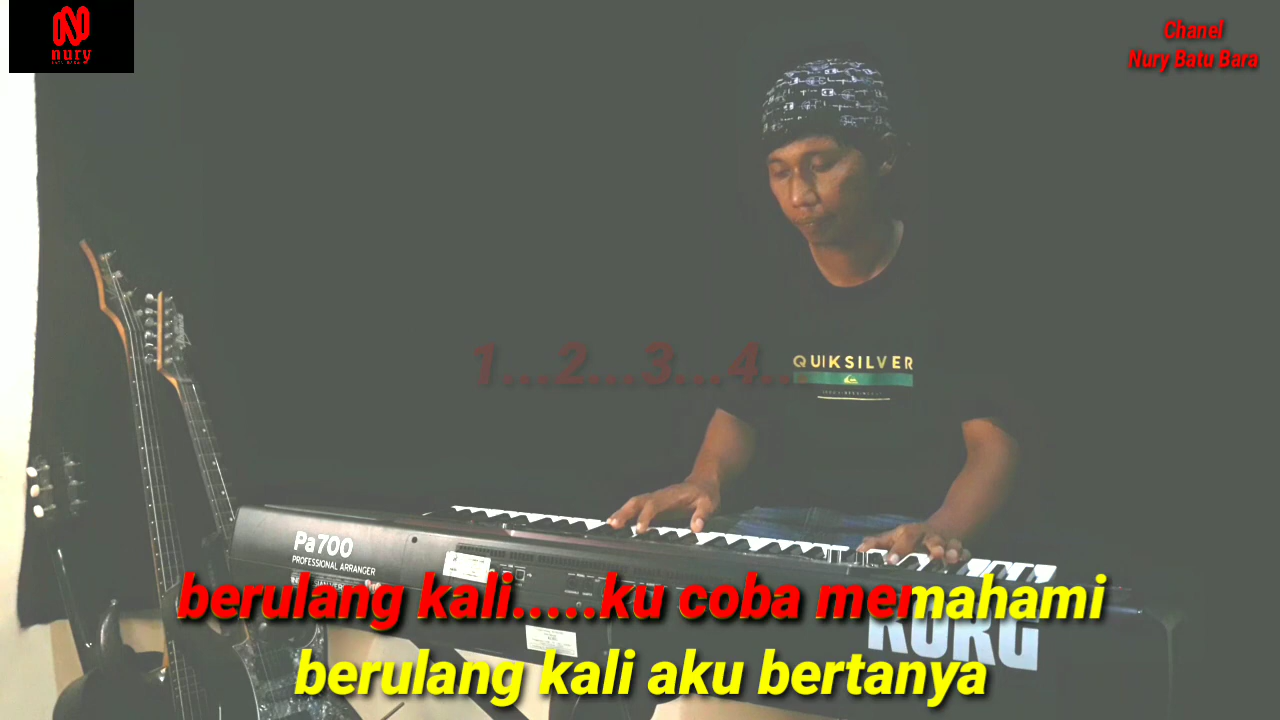 nury
Chanel
Nury Batu Bara
1...2...3...4...
QUIKSILVER
Pa700
PROFESSIONAL ARRANGER
berulang kali.....ku coba memahami
KORG
berulang kali aku bertanya